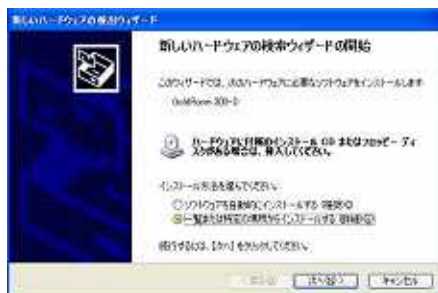 新しいハードウェアの検出ウィザード
新しいハードウェアの検索ウィザードの開始
このウィザードでは、次のハードウェアに必要なソフトウェアをインストールします:
ハードウェアに付属のインストール CD またはフロッピー ディ
スクがある場合は、挿入してください。
インストール方法を選んでください。
ソフトウェアを自動的にインストールする (推奨)(I)
一覧または特定の場所からインストールする (詳細)(S)
続行するには、[次へ] をクリックしてください。
< 戻る(B)
次へ(N) >
キャンセル